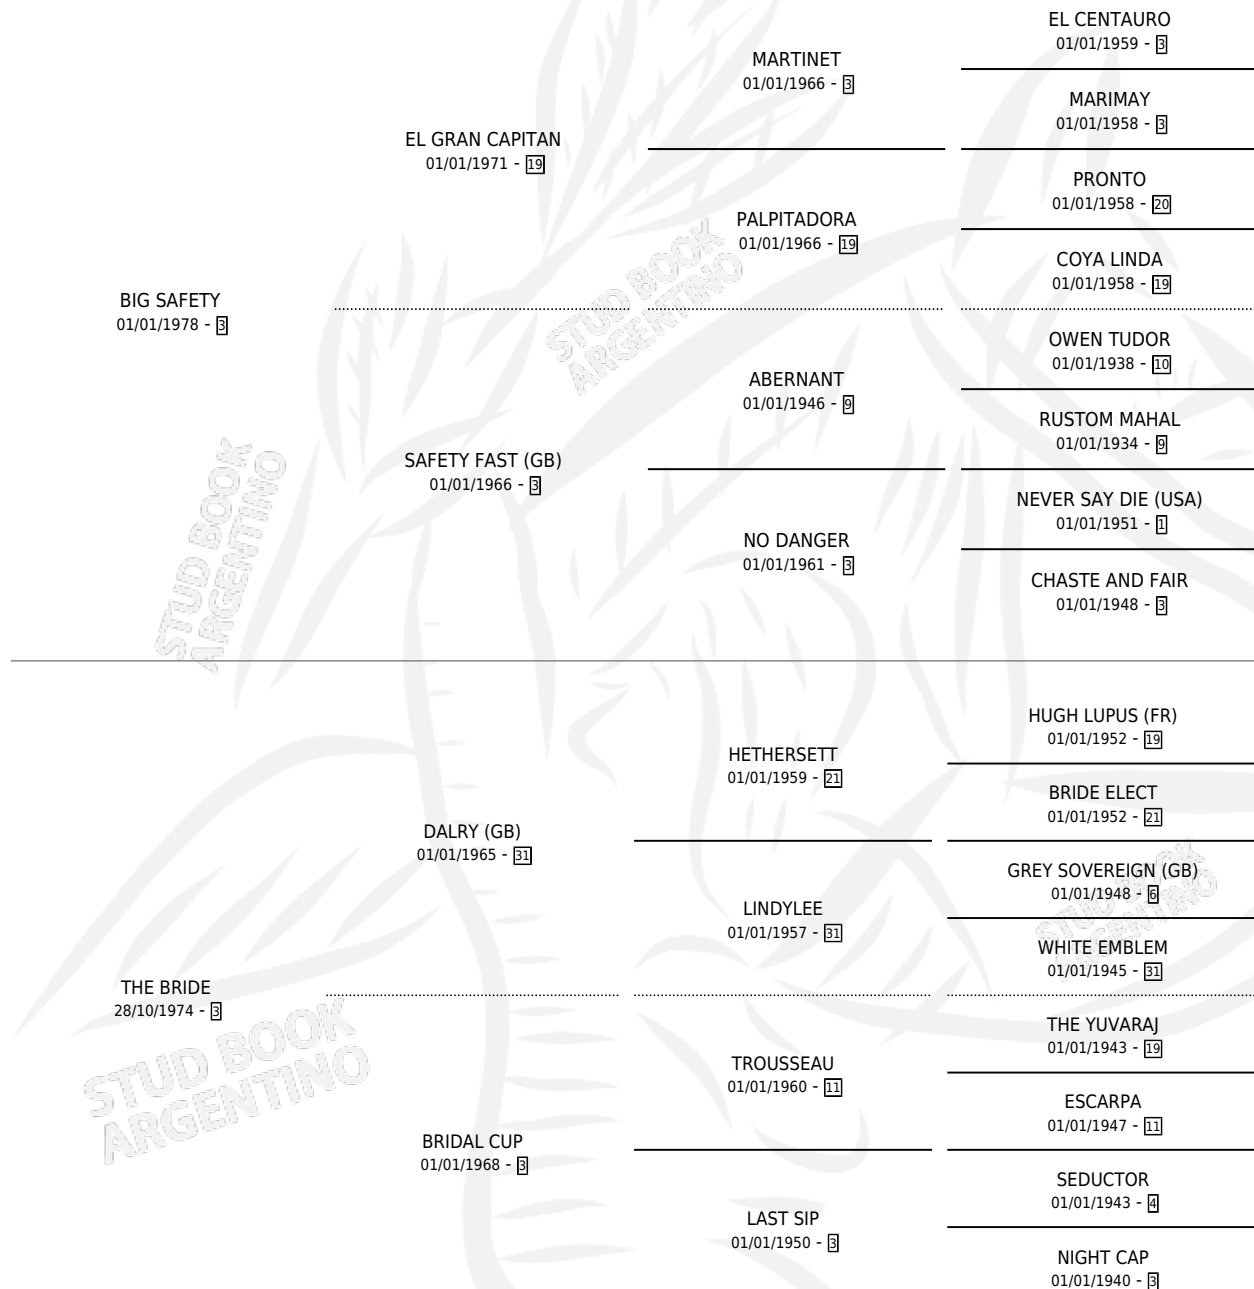 EL CENTAURO
01/01/1959 - 3
MARTINET
01/01/1966 - 3
MARIMAY
01/01/1958 - 3
EL GRAN CAPITAN
01/01/1971 - 19
PRONTO
01/01/1958 - 20
PALPITADORA
01/01/1966 - 19
COYA LINDA
01/01/1958 - 19
BIG SAFETY
01/01/1978 - 3
OWEN TUDOR
01/01/1938 - 10
ABERNANT
01/01/1946 - 9
RUSTOM MAHAL
01/01/1934 - 9
SAFETY FAST (GB)
01/01/1966 - 3
NEVER SAY DIE (USA)
01/01/1951 - 1
NO DANGER
01/01/1961 - 3
CHASTE AND FAIR
01/01/1948 - 3
HUGH LUPUS (FR)
01/01/1952 - 19
HETHERSETT
01/01/1959 - 21
BRIDE ELECT
01/01/1952 - 21
DALRY (GB)
01/01/1965 - 31
GREY SOVEREIGN (GB)
01/01/1948 - 6
LINDYLEE
01/01/1957 - 31
WHITE EMBLEM
01/01/1945 - 31
THE BRIDE
28/10/1974 - 3
THE YUVARAJ
01/01/1943 - 19
TROUSSEAU
01/01/1960 - 11
ESCARPA
01/01/1947 - 11
BRIDAL CUP
01/01/1968 - 3
SEDUCTOR
01/01/1943 - 4
LAST SIP
01/01/1950 - 3
NIGHT CAP
01/01/1940 - 3
STUD BOOK
ARGENTINO
STUD BOOK
ARGENTINO
STUD BOOK
ARGENTINO
STUD BOOK
ARGENTINO